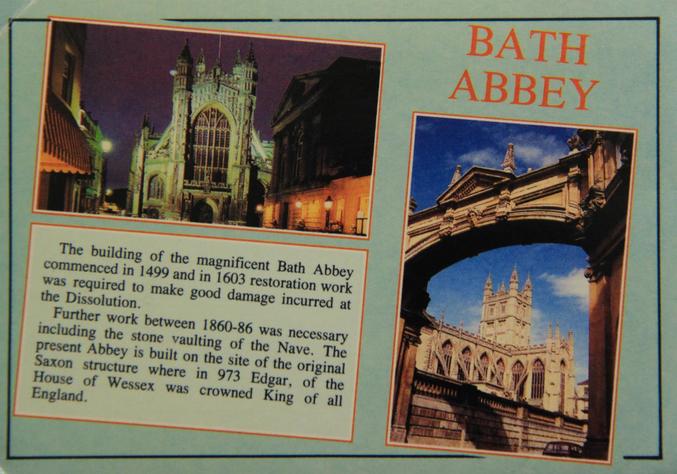 BATH
ABBEY
The building of the magnificent Bath Abbey
commenced in 1499 and in 1603 restoration work
was required to make good damage incurred at
the Dissolution.
Further work between 1860-86 was necessary
including the stone vaulting of the Nave. The
present Abbey is built on the site of the original
Saxon structure where in 973 Edgar, of the
House of Wessex was crowned King of all
England.